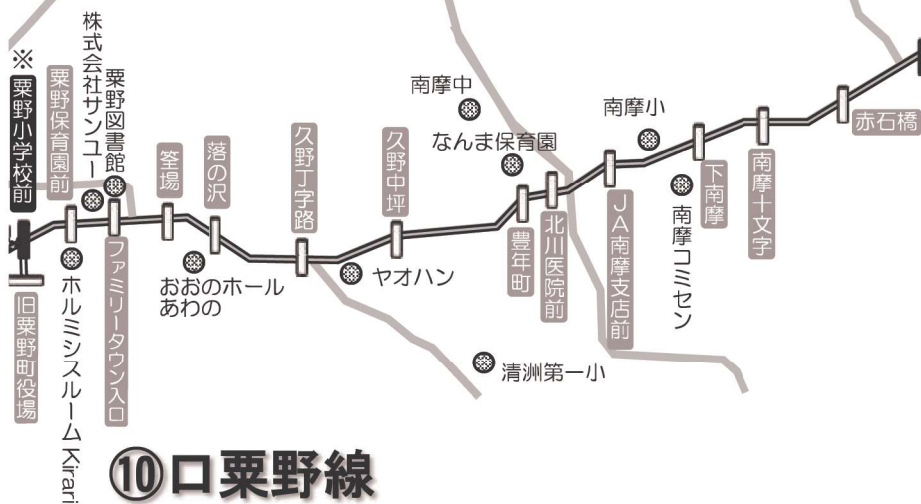 ※
粟野小学校前
旧粟野町役場
粟野保育園前
ホルミシスルーム Kirari
株式会社サンユー
粟野図書館
ファミリータウン入口
筌場
落の沢
おおのホール
あわの
久野丁字路
ヤオハン
久野中坪
南摩中
なんま保育園
豊年町
北川医院前
清洲第一小
JA南摩支店前
南摩小
南摩コミセン
下南摩
南摩十文字
赤石橋
⑩口粟野線